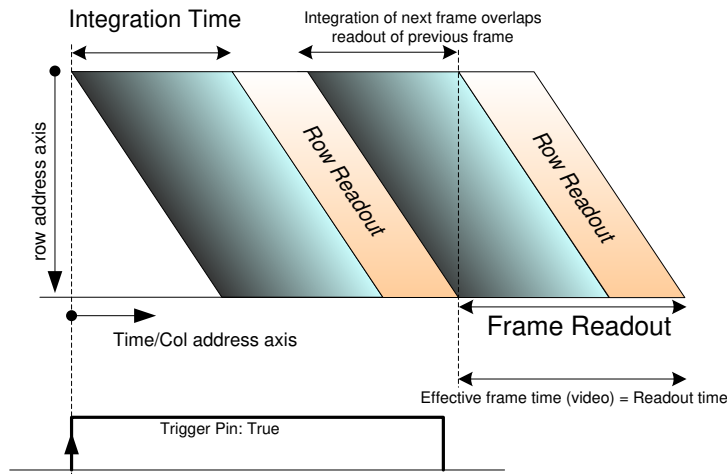 Integration Time
Integration of next frame overlaps
readout of previous frame
row address axis
Row Readout
Row Readout
Time/Col address axis
Frame Readout
Effective frame time (video) = Readout time
Trigger Pin: True